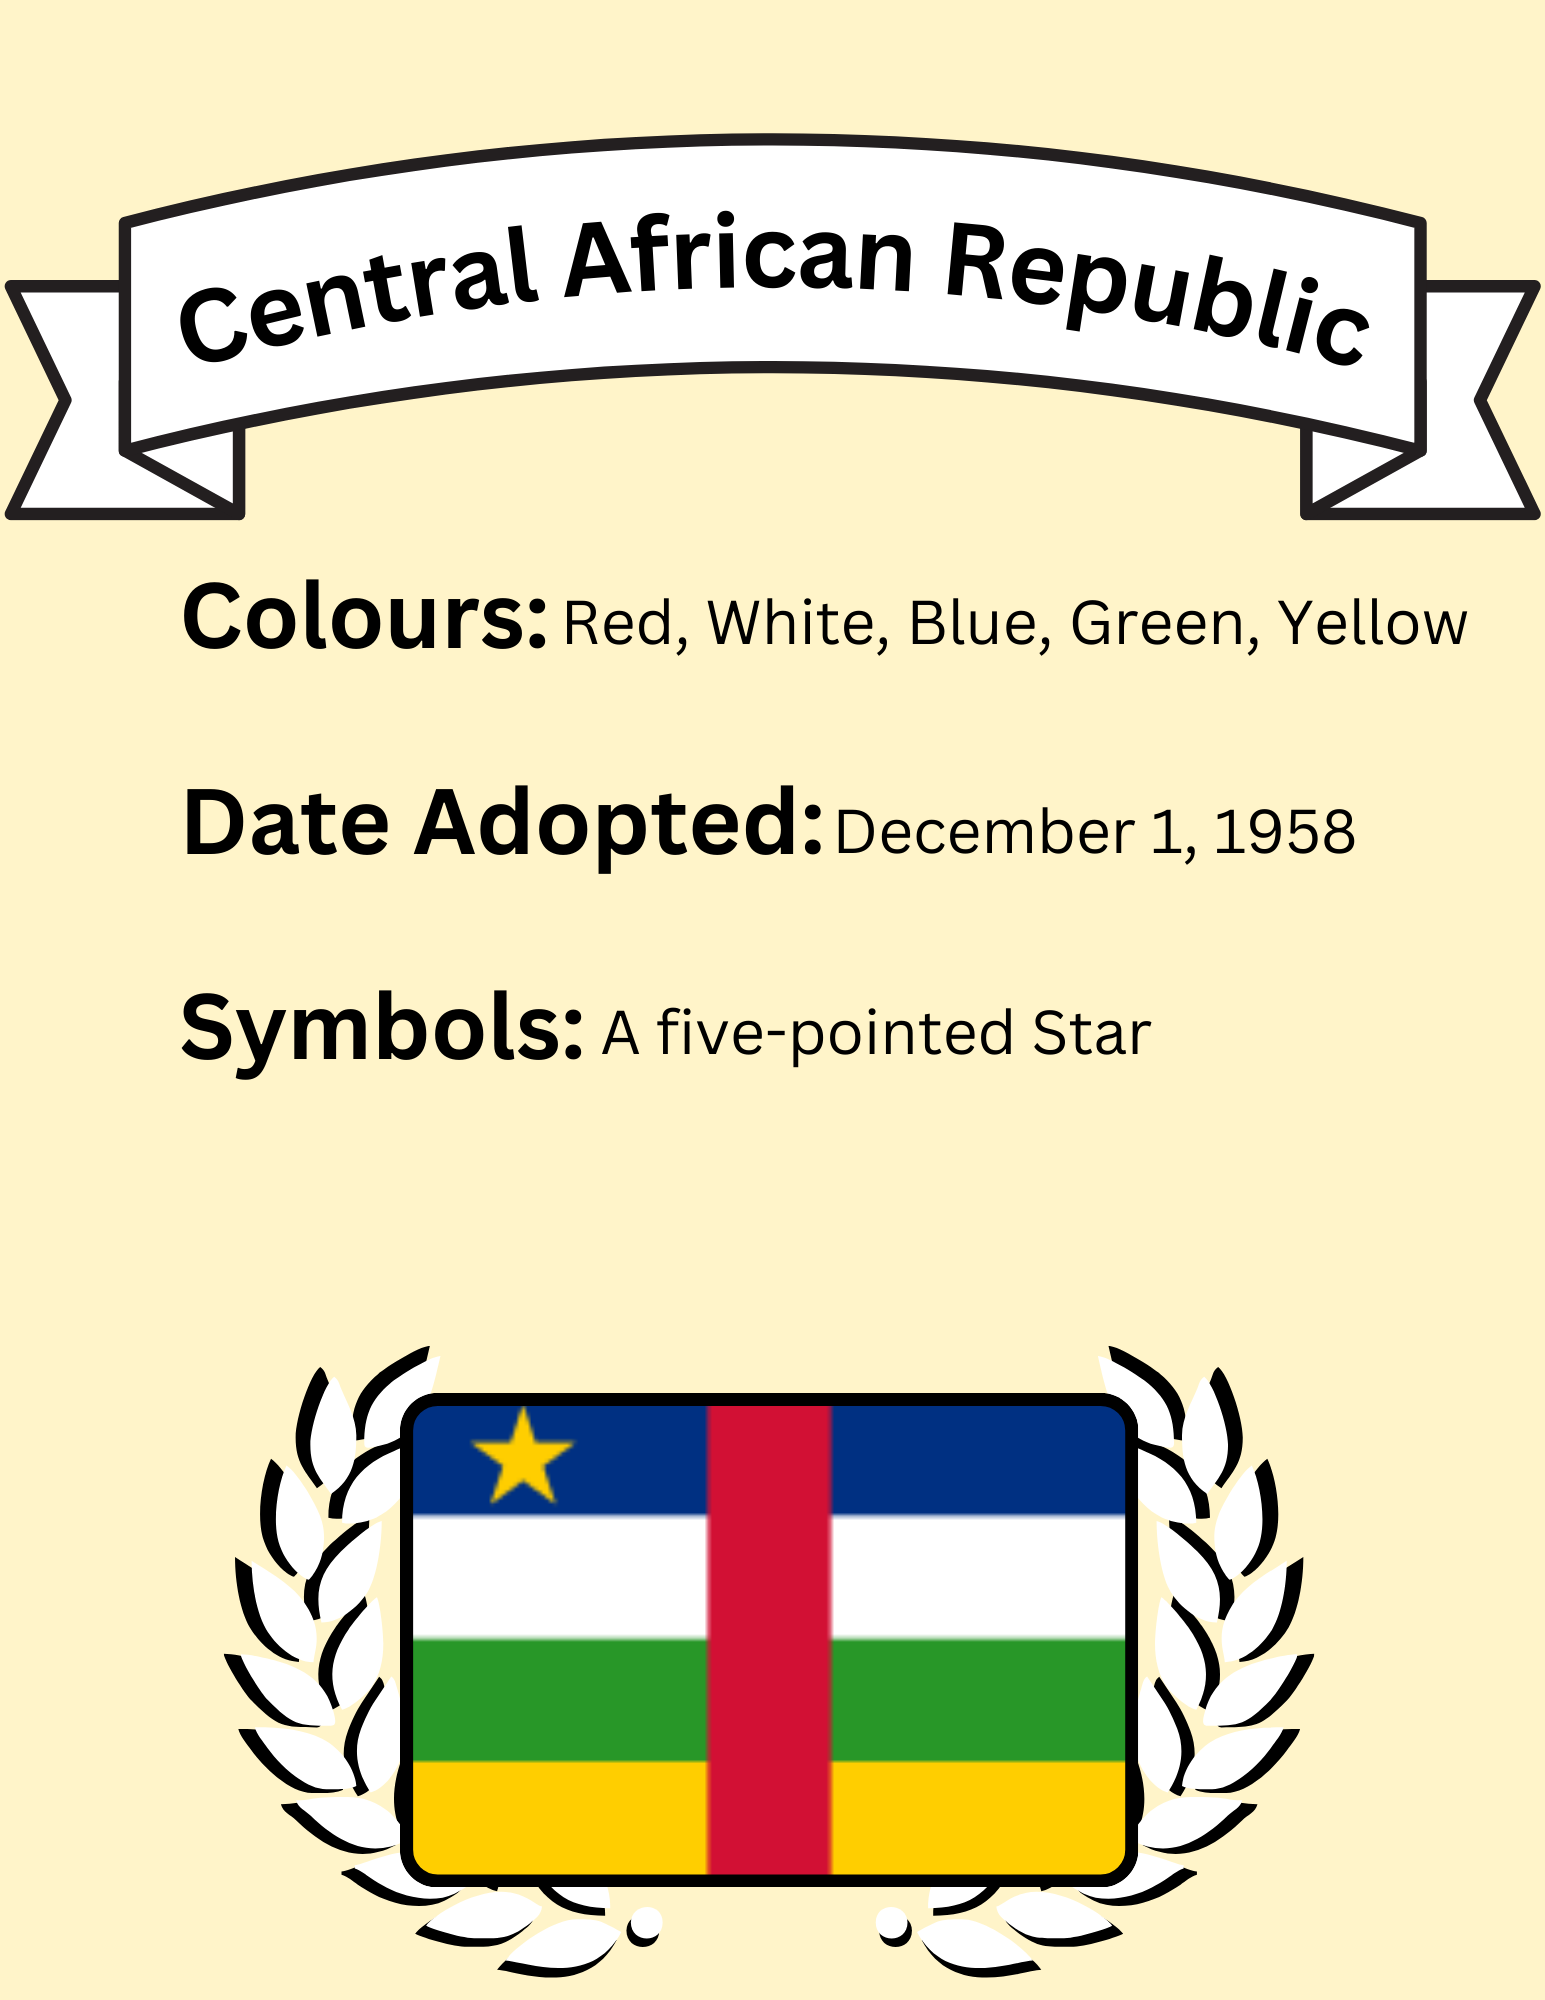 Central African Republic
Colours: Red, White, Blue, Green, Yellow
Date Adopted: December 1, 1958
Symbols: A five-pointed Star